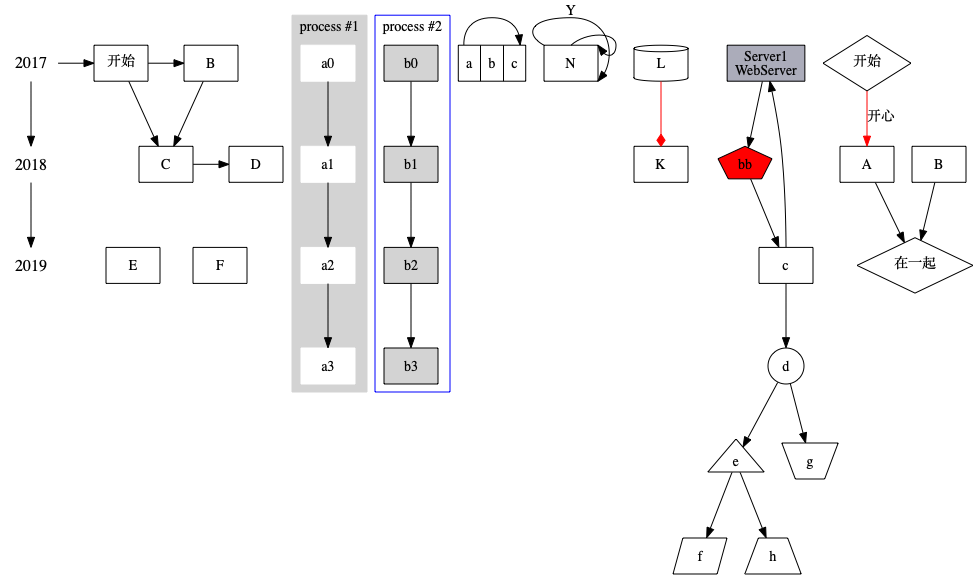 Y
process #1
process #2
2017
开始
B
a0
b0
a
b
c
N
L
Server1
WebServer
开始
开心
2018
C
D
a1
b1
K
bb
A
B
2019
E
F
a2
b2
c
在一起
a3
b3
d
e
g
f
h